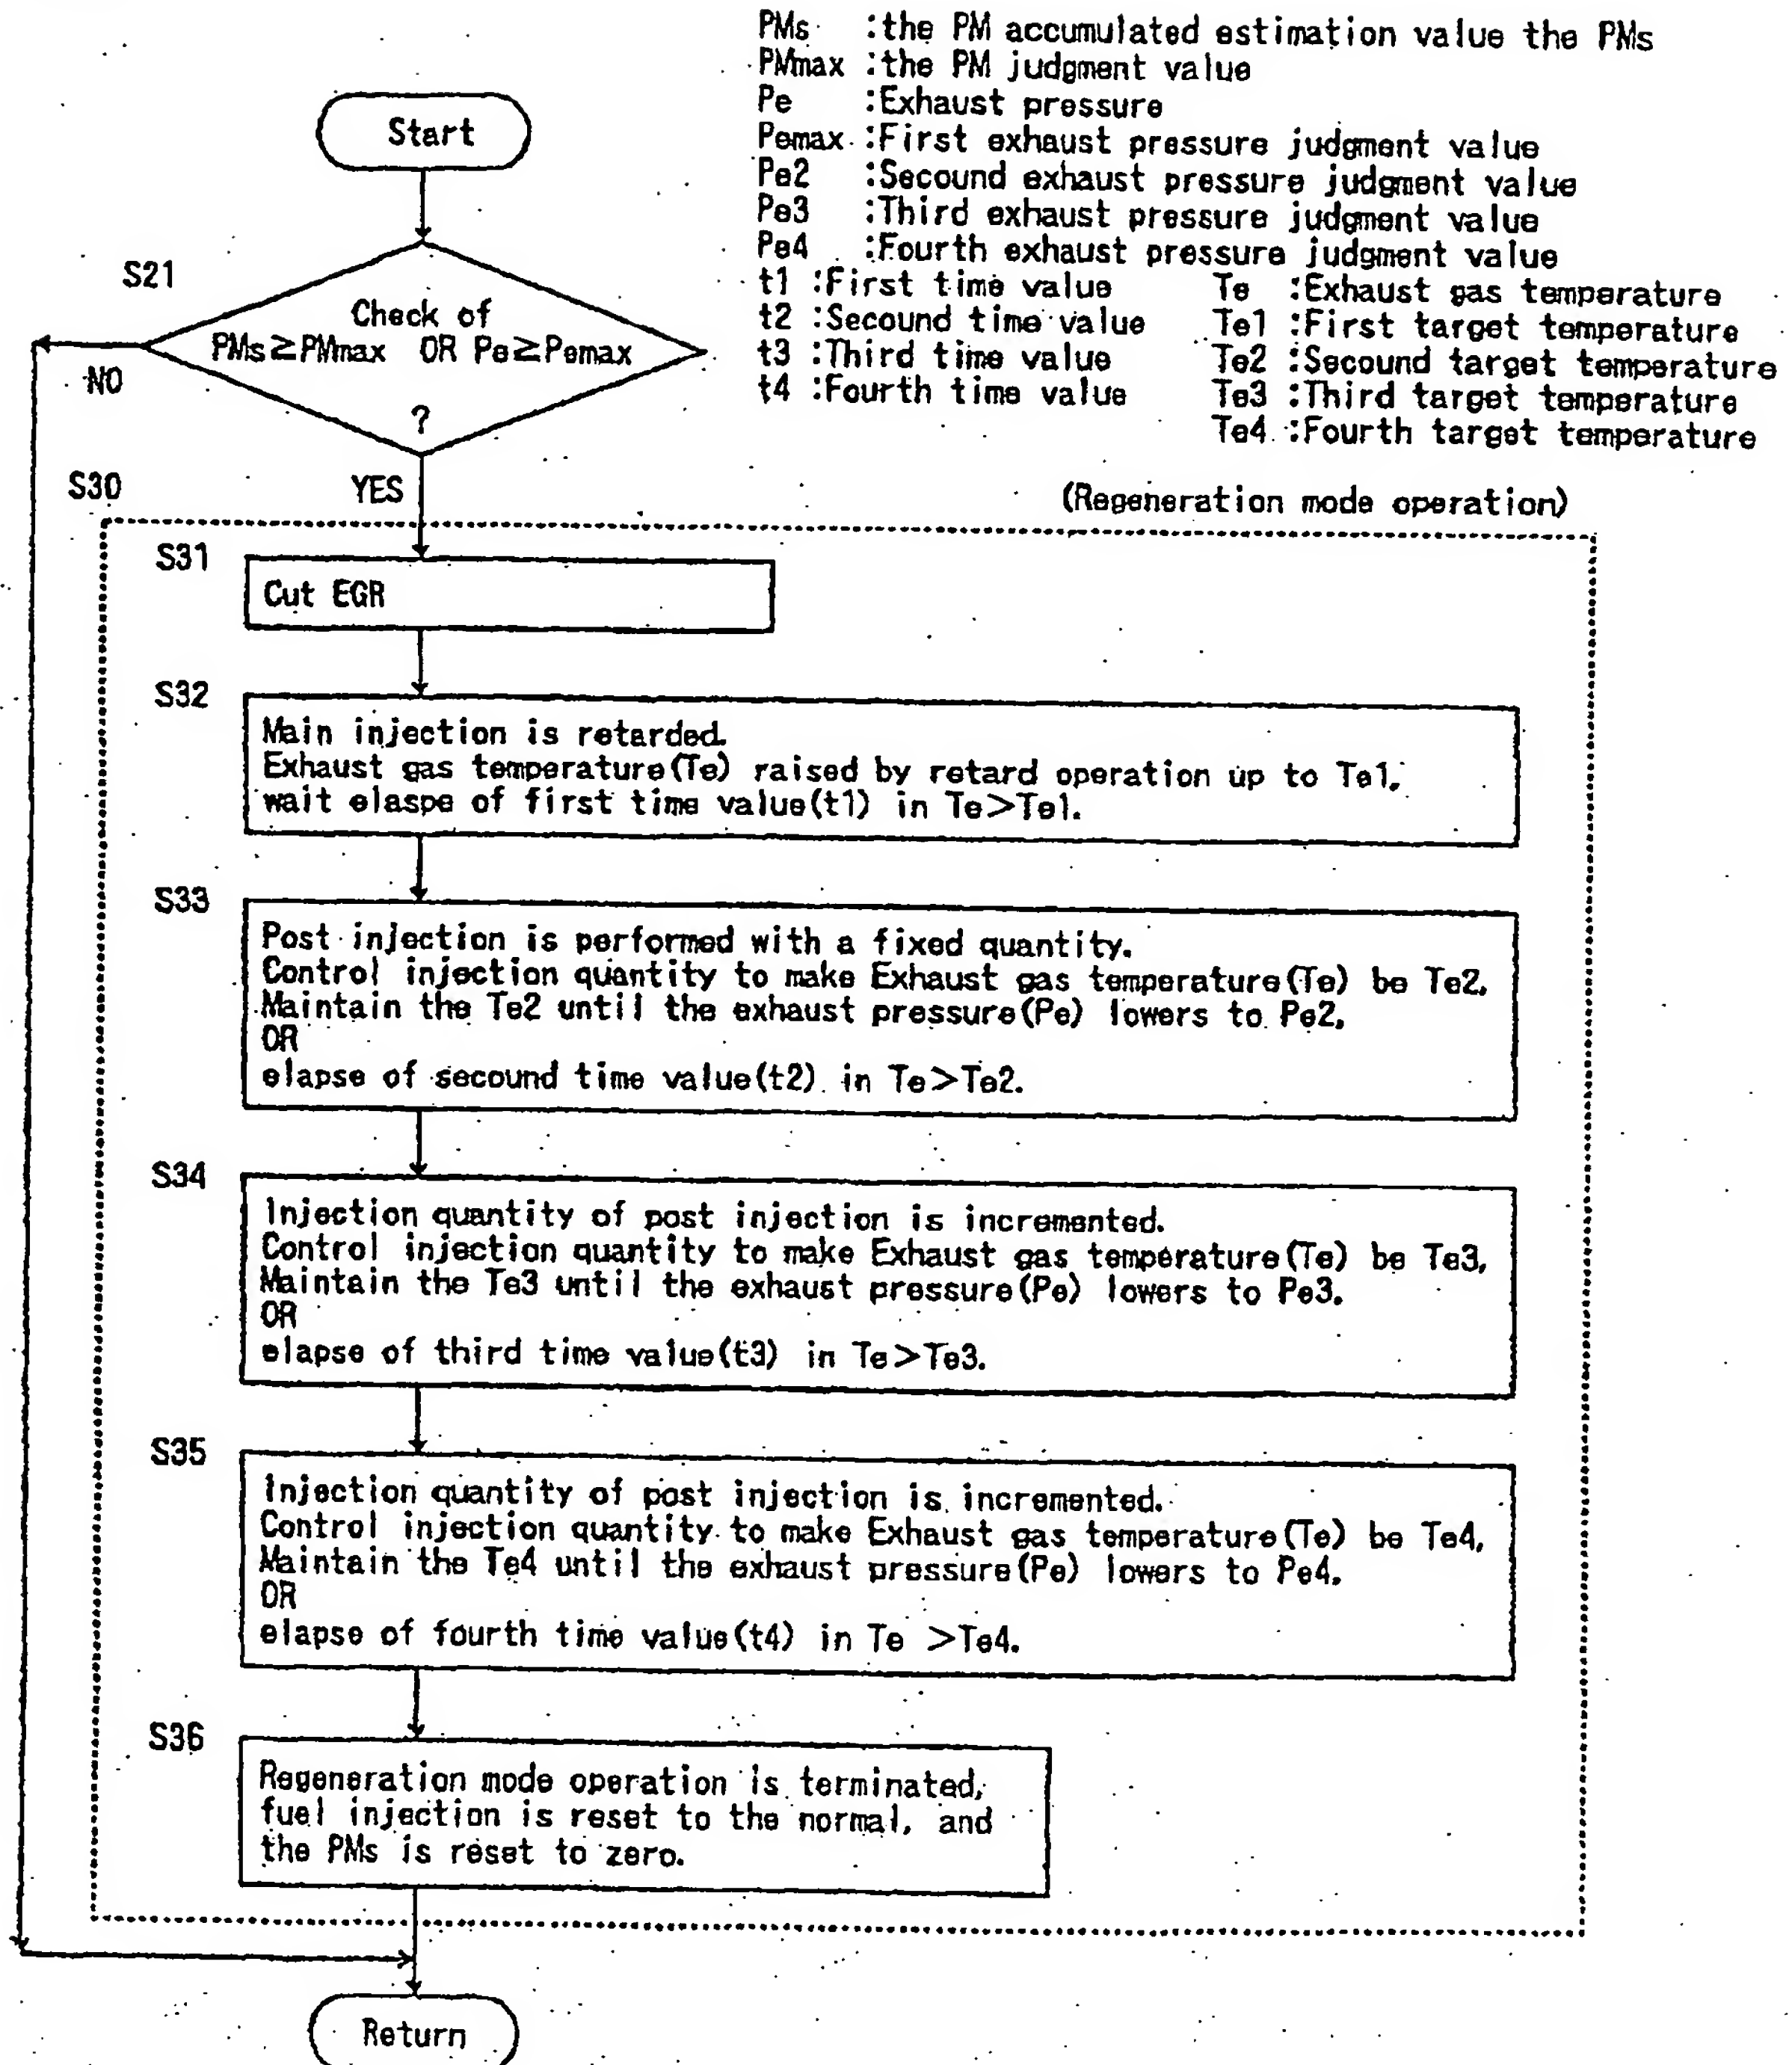 PMs :the PM accumulated estimation value the PMs
PMmax :the PM judgment value
Pe :Exhaust pressure
Pemax :First exhaust pressure judgment value
Pe2 :Secound exhaust pressure judgment value
Pe3 :Third exhaust pressure judgment value
Pe4 :Fourth exhaust pressure judgment value
t1 :First time value Te :Exhaust gas temperature
t2 :Secound time value Te1 :First target temperature
t3 :Third time value Te2 :Secound target temperature
t4 :Fourth time value Te3 :Third target temperature
Te4 :Fourth target temperature
Start
S21
Check of
PMs≥PMmax OR Pe≥Pemax
?
NO
YES
S30
(Regeneration mode operation)
S31
Cut EGR
S32
Main injection is retarded.
Exhaust gas temperature(Te) raised by retard operation up to Te1,
wait elaspe of first time value(t1) in Te>Te1.
S33
Post injection is performed with a fixed quantity.
Control injection quantity to make Exhaust gas temperature(Te) be Te2,
Maintain the Te2 until the exhaust pressure(Pe) lowers to Pe2,
OR
elapse of secound time value(t2) in Te>Te2.
S34
Injection quantity of post injection is incremented.
Control injection quantity to make Exhaust gas temperature(Te) be Te3,
Maintain the Te3 until the exhaust pressure(Pe) lowers to Pe3.
OR
elapse of third time value(t3) in Te>Te3.
S35
Injection quantity of post injection is incremented.
Control injection quantity to make Exhaust gas temperature(Te) be Te4,
Maintain the Te4 until the exhaust pressure(Pe) lowers to Pe4.
OR
elapse of fourth time value(t4) in Te >Te4.
S36
Regeneration mode operation is terminated,
fuel injection is reset to the normal, and
the PMs is reset to zero.
Return